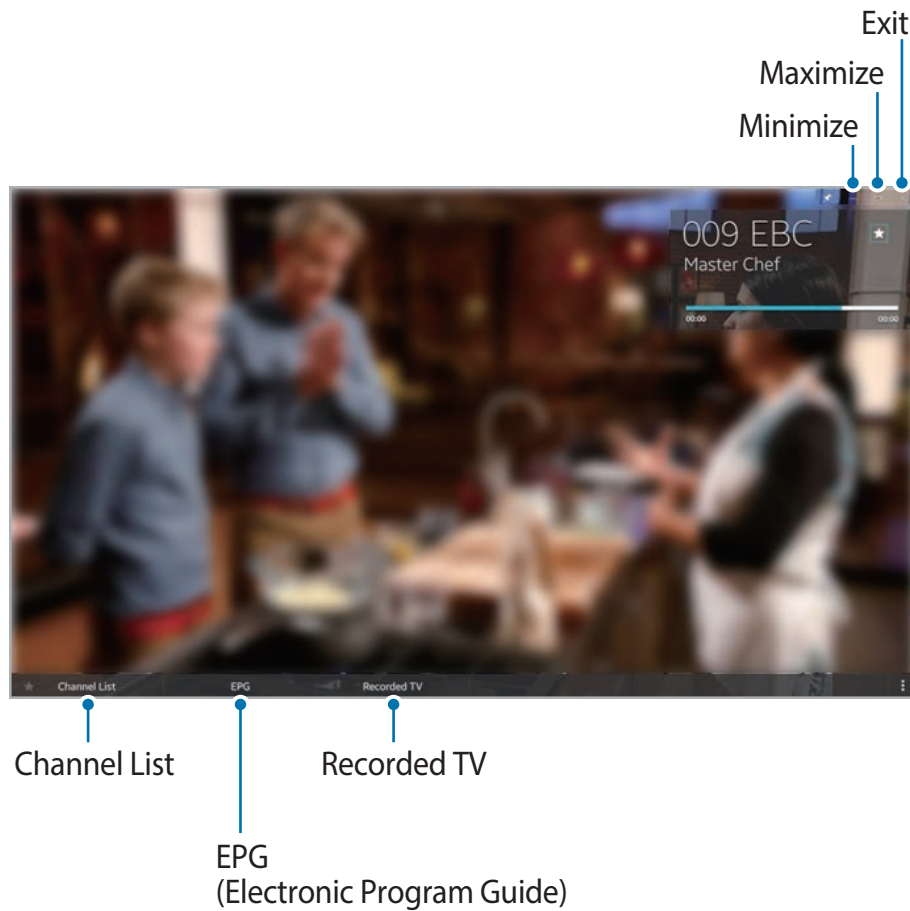 Exit
Maximize
Minimize
009 EBC
Master Chef
00:00 00:00
Channel List EPG Recorded TV
Channel List Recorded TV
EPG
(Electronic Program Guide)